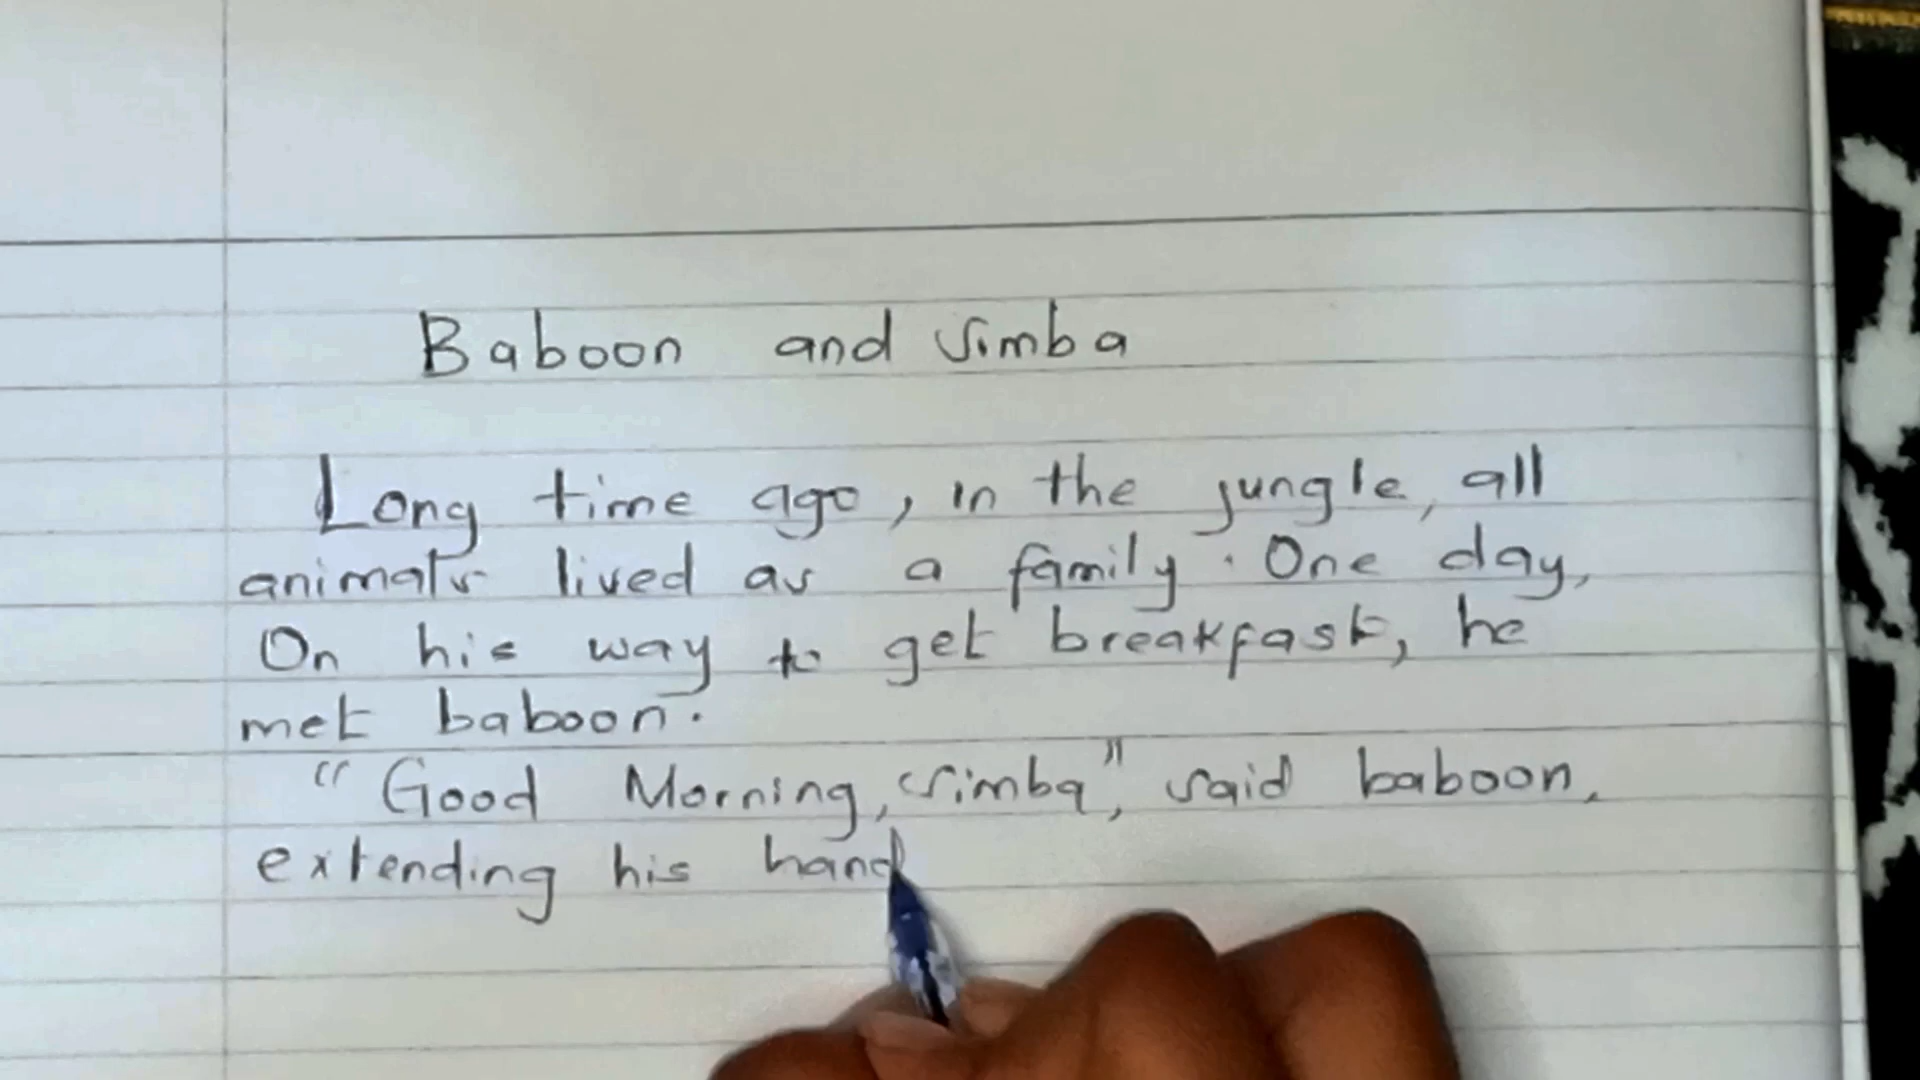 Baboon and Simba
Long time ago, in the jungle, all
animals lived as a family. One day,
On his way to get breakfast, he
met baboon.
"Good Morning, Simba", said baboon,
extending his hand